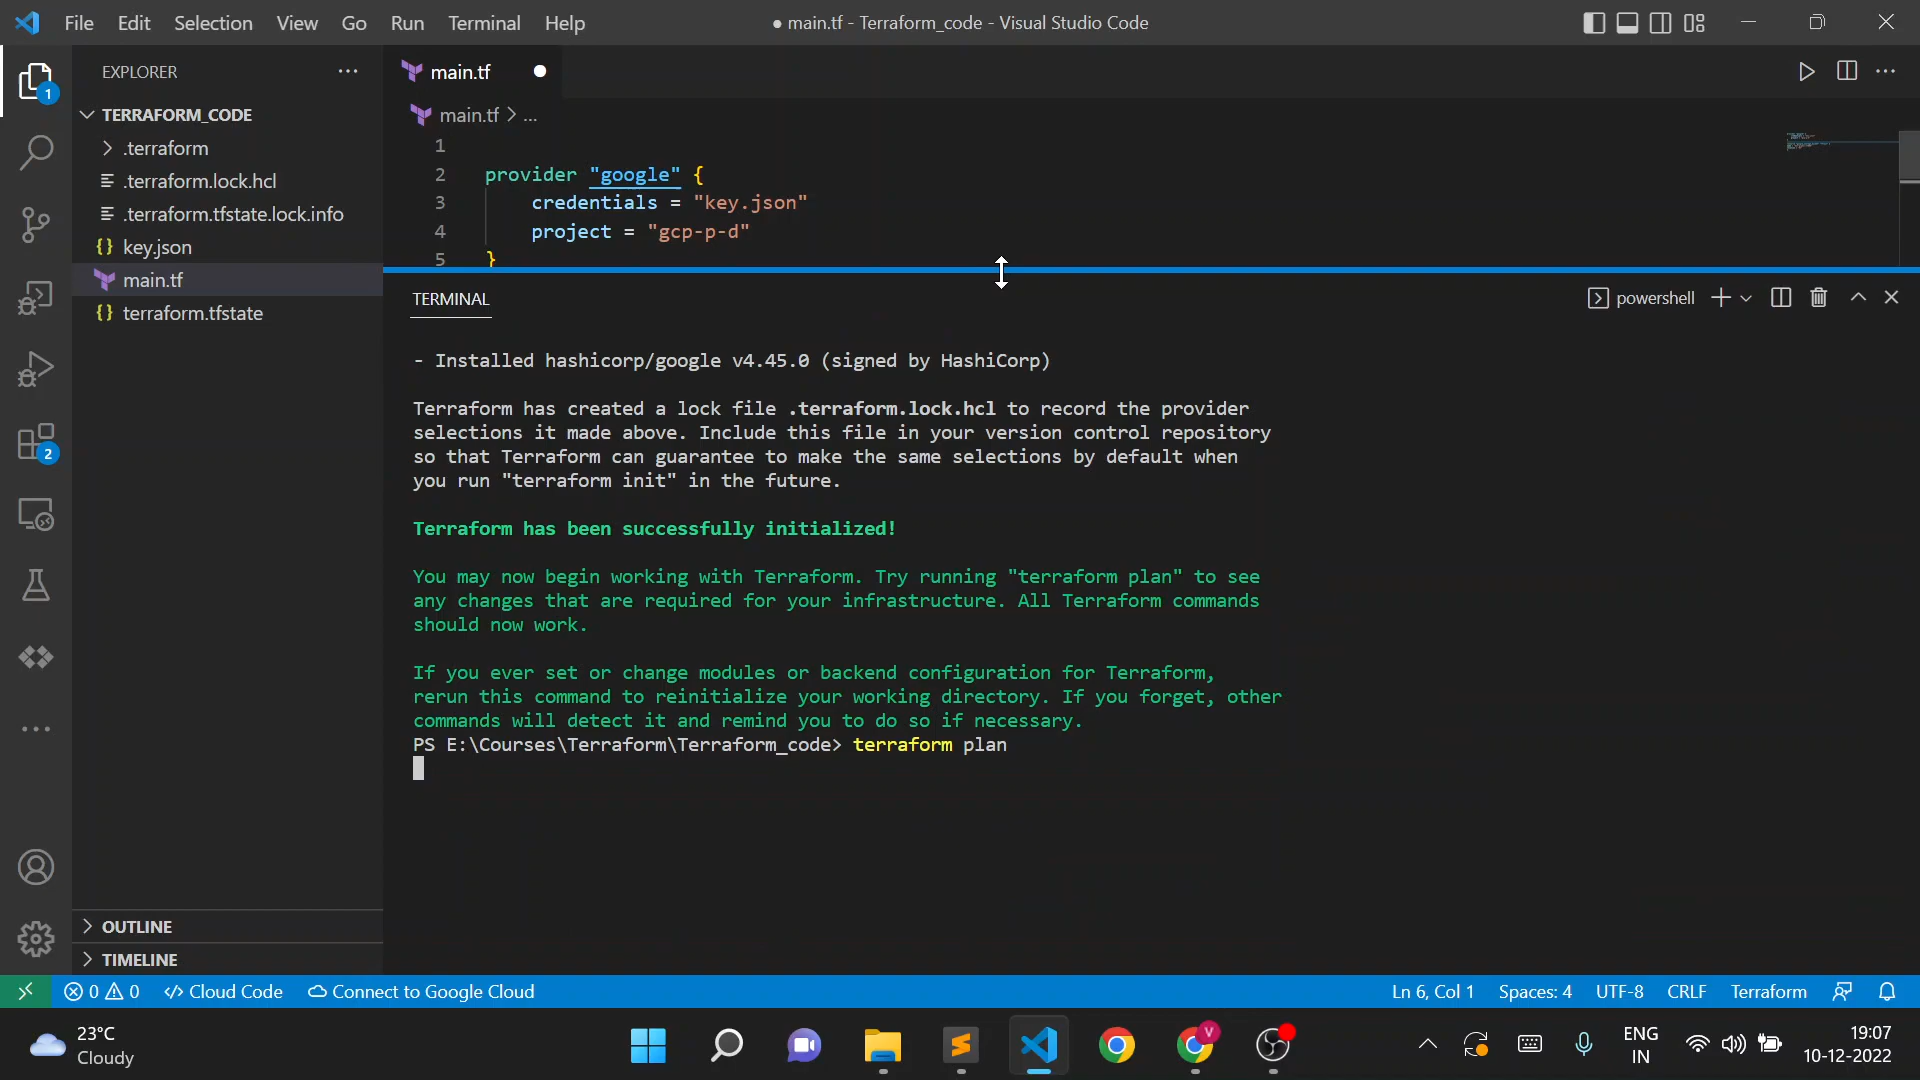 File Edit Selection View Go Run Terminal Help
● main.tf - Terraform_code - Visual Studio Code
EXPLORER
TERRAFORM_CODE
.terraform
.terraform.lock.hcl
.terraform.tfstate.lock.info
key.json
main.tf
terraform.tfstate
OUTLINE
TIMELINE
1
2
main.tf
main.tf > ...
1
2 provider "google" {
3 credentials = "key.json"
4 project = "gcp-p-d"
5 }
TERMINAL
powershell
- Installed hashicorp/google v4.45.0 (signed by HashiCorp)
Terraform has created a lock file .terraform.lock.hcl to record the provider
selections it made above. Include this file in your version control repository
so that Terraform can guarantee to make the same selections by default when
you run "terraform init" in the future.
Terraform has been successfully initialized!
You may now begin working with Terraform. Try running "terraform plan" to see
any changes that are required for your infrastructure. All Terraform commands
should now work.
If you ever set or change modules or backend configuration for Terraform,
rerun this command to reinitialize your working directory. If you forget, other
commands will detect it and remind you to do so if necessary.
PS E:\Courses\Terraform\Terraform_code> terraform plan
0 0 Cloud Code Connect to Google Cloud
Ln 6, Col 1 Spaces: 4 UTF-8 CRLF Terraform
23°C
Cloudy
V
ENG
IN
19:07
10-12-2022